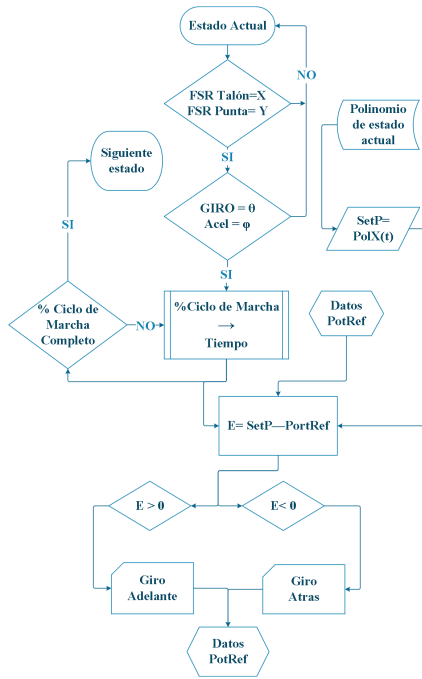 Estado Actual
NO
FSR Talón=X
FSR Punta= Y
Polinomio
de estado
actual
SI
Siguiente
estado
GIRO = θ
Acel = φ
SetP=
PolX(t)
SI
SI
% Ciclo de
Marcha
Completo
NO
%Ciclo de Marcha
→
Tiempo
Datos
PotRef
E= SetP—PortRef
E > 0
E< 0
Giro
Adelante
Giro
Atras
Datos
PotRef